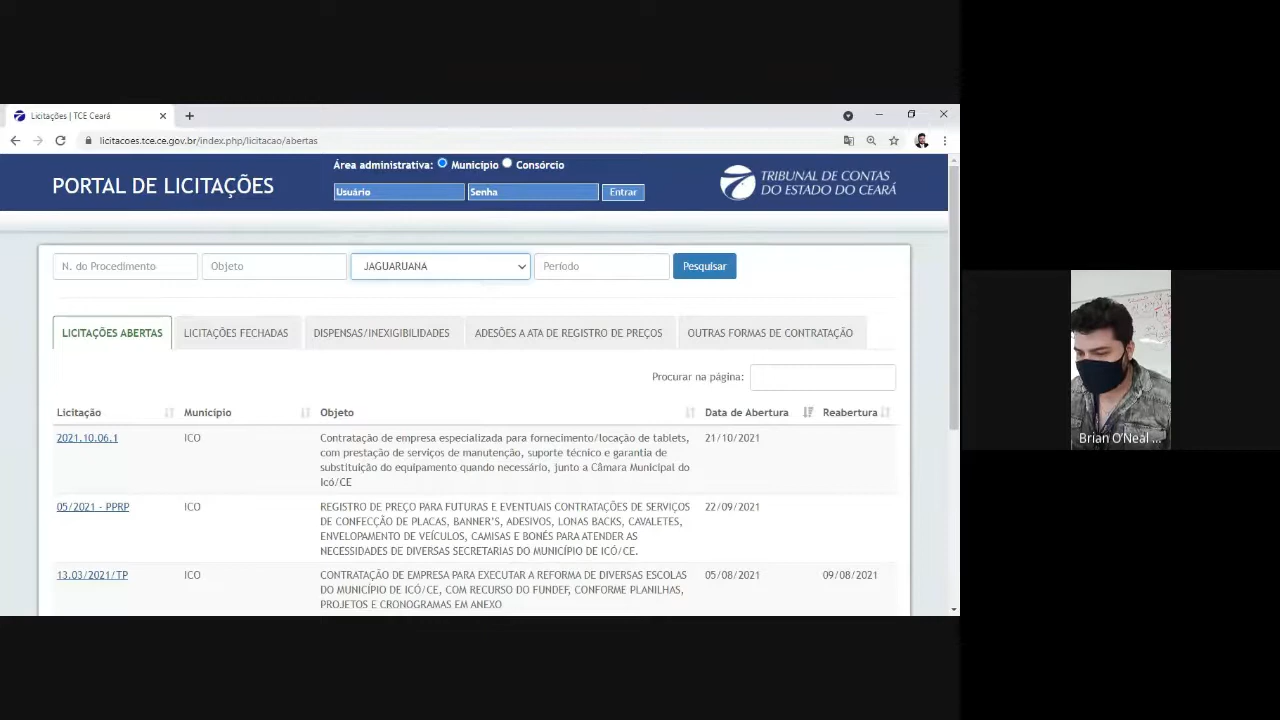 Licitações | TCE Ceará
licitacoes.tce.ce.gov.br/index.php/licitacao/abertas
Área administrativa: Município Consórcio
PORTAL DE LICITAÇÕES
Usuário Senha Entrar
TRIBUNAL DE CONTAS
DO ESTADO DO CEARÁ
N. do Procedimento Objeto JAGUARUANA Período Pesquisar
LICITAÇÕES ABERTAS LICITAÇÕES FECHADAS DISPENSAS/INEXIGIBILIDADES ADESÕES A ATA DE REGISTRO DE PREÇOS OUTRAS FORMAS DE CONTRATAÇÃO
Procurar na página:
Licitação Município Objeto Data de Abertura Reabertura
2021.10.06.1 ICO Contratação de empresa especializada para fornecimento/locação de tablets, 21/10/2021
com prestação de serviços de manutenção, suporte técnico e garantia de
substituição do equipamento quando necessário, junto a Câmara Municipal do
Icó/CE
05/2021 - PPRP ICO REGISTRO DE PREÇO PARA FUTURAS E EVENTUAIS CONTRATAÇÕES DE SERVIÇOS 22/09/2021
DE CONFECÇÃO DE PLACAS, BANNER'S, ADESIVOS, LONAS BACKS, CAVALETES,
ENVELOPAMENTO DE VEÍCULOS, CAMISAS E BONÉS PARA ATENDER AS
NECESSIDADES DE DIVERSAS SECRETARIAS DO MUNICÍPIO DE ICÓ/CE.
13.03/2021/TP ICO CONTRATAÇÃO DE EMPRESA PARA EXECUTAR A REFORMA DE DIVERSAS ESCOLAS 05/08/2021 09/08/2021
DO MUNICÍPIO DE ICÓ/CE, COM RECURSO DO FUNDEF, CONFORME PLANILHAS,
PROJETOS E CRONOGRAMAS EM ANEXO
Brian O'Neal ...